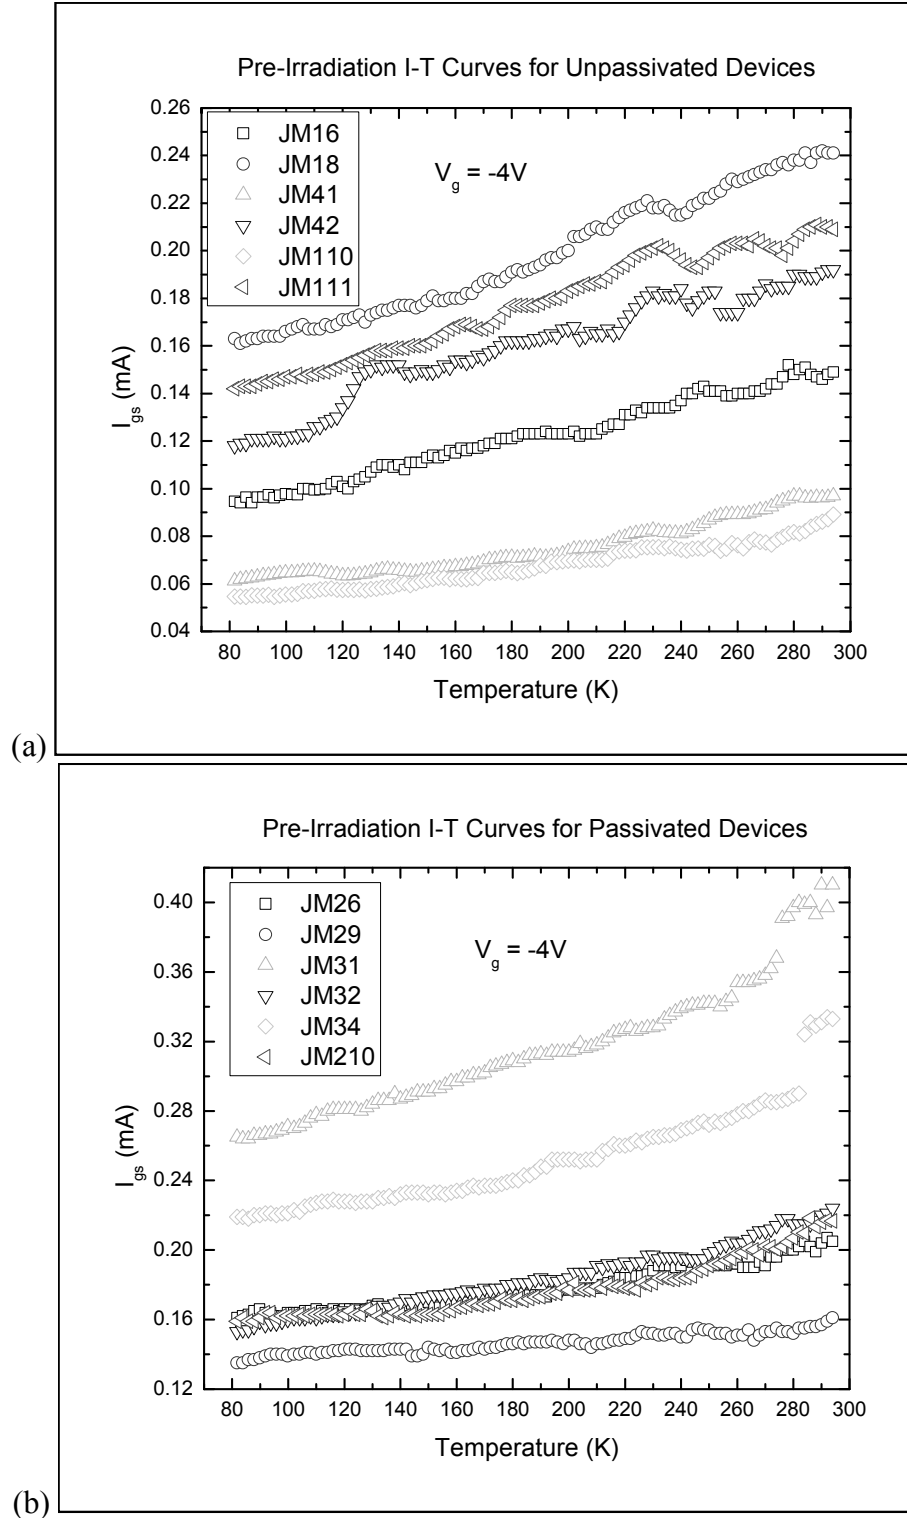 Pre-Irradiation I-T Curves for Unpassivated Devices
0.26
0.24
0.22
0.20
0.18
0.16
0.14
0.12
0.10
0.08
0.06
0.04
I_gs (mA)
JM16
JM18
JM41
JM42
JM110
JM111
V_g = -4V
80 100 120 140 160 180 200 220 240 260 280 300
Temperature (K)
(a)
Pre-Irradiation I-T Curves for Passivated Devices
0.40
0.36
0.32
0.28
0.24
0.20
0.16
0.12
I_gs (mA)
JM26
JM29
JM31
JM32
JM34
JM210
V_g = -4V
80 100 120 140 160 180 200 220 240 260 280 300
Temperature (K)
(b)